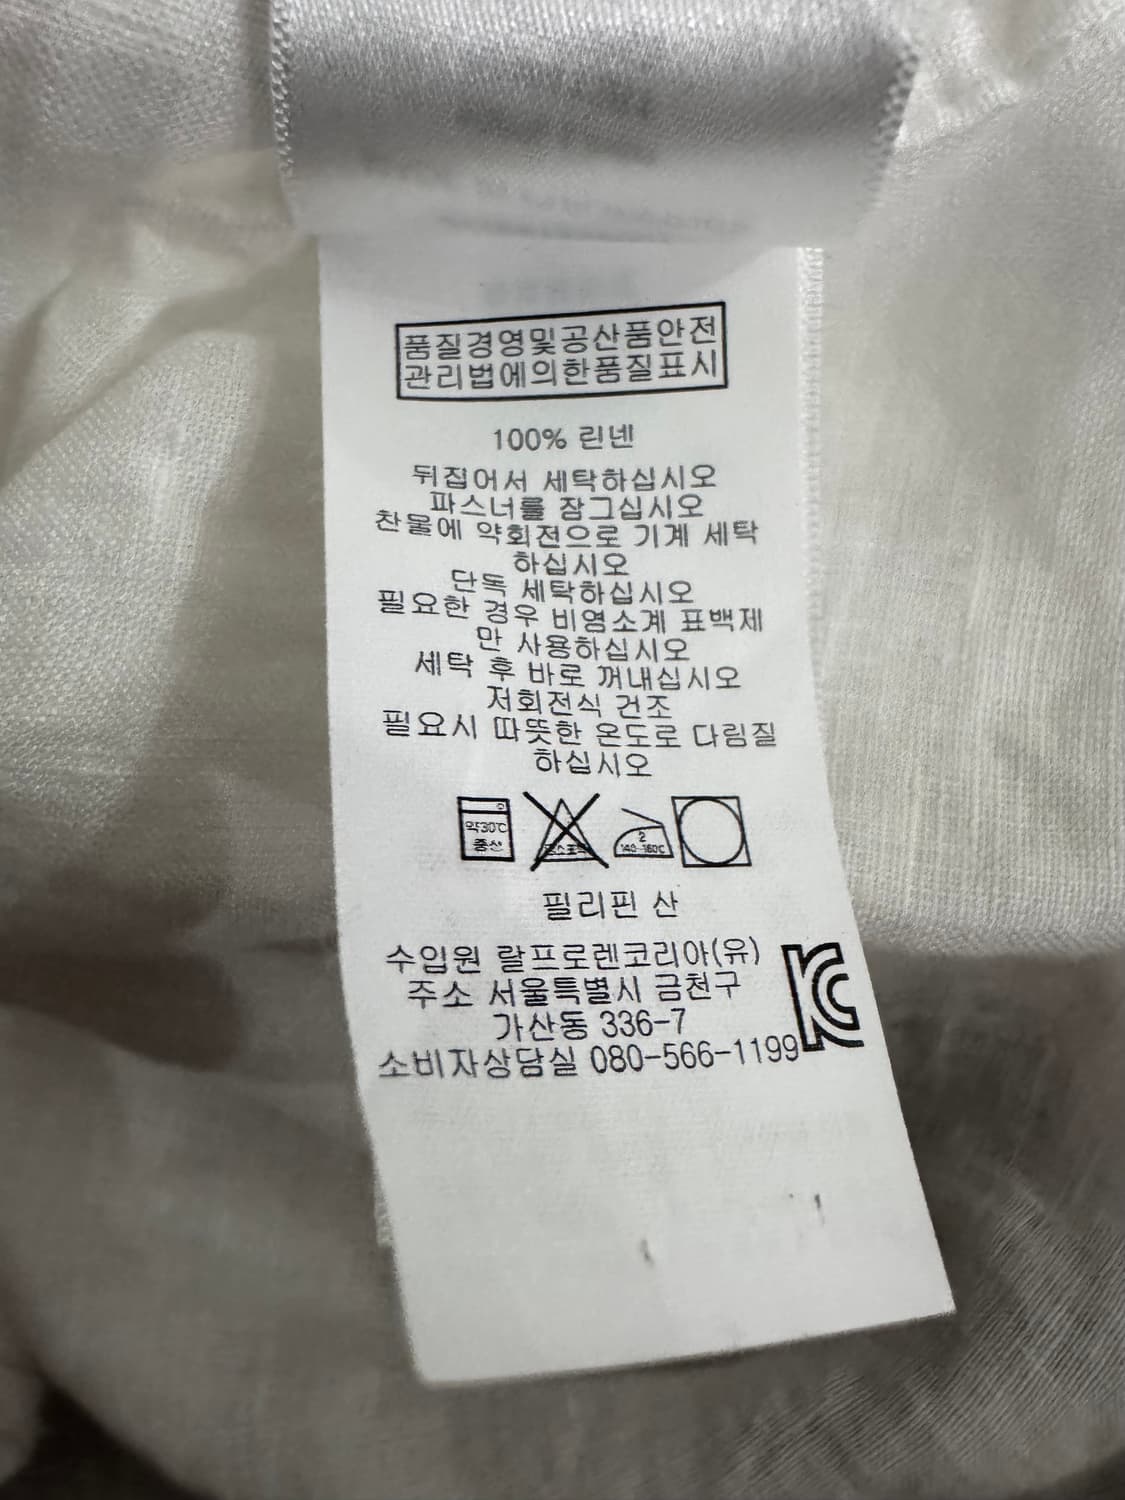 품질경영및공산품안전
관리법에의한품질표시
100% 린넨
뒤집어서 세탁하십시오
파스너를 잠그십시오
찬물에 약회전으로 기계 세탁
하십시오
단독 세탁하십시오
필요한 경우 비염소계 표백제
만 사용하십시오
세탁 후 바로 꺼내십시오
저회전식 건조
필요시 따뜻한 온도로 다림질
하십시오
약30℃
중성
2
140-160℃
필리핀 산
수입원 랄프로렌코리아(유)
주소 서울특별시 금천구
가산동 336-7
소비자상담실 080-566-1199